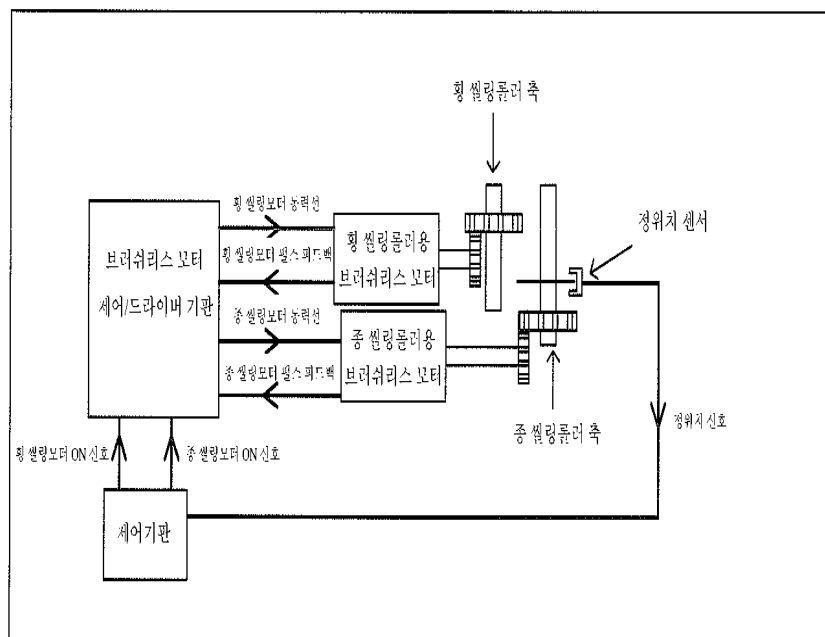 횡 씰링롤러 축
횡 씰링모터 동력선
정위치 센서
브러쉬리스 모터
제어/드라이버 기판
횡 씰링모터 펄스 피드백
횡 씰링롤러용
브러쉬리스 모터
종 씰링모터 동력선
종 씰링롤러용
브러쉬리스 모터
종 씰링모터 펄스 피드백
종 씰링롤러 축
정위치 신호
횡 씰링모터 ON 신호
종 씰링모터 ON 신호
제어기판